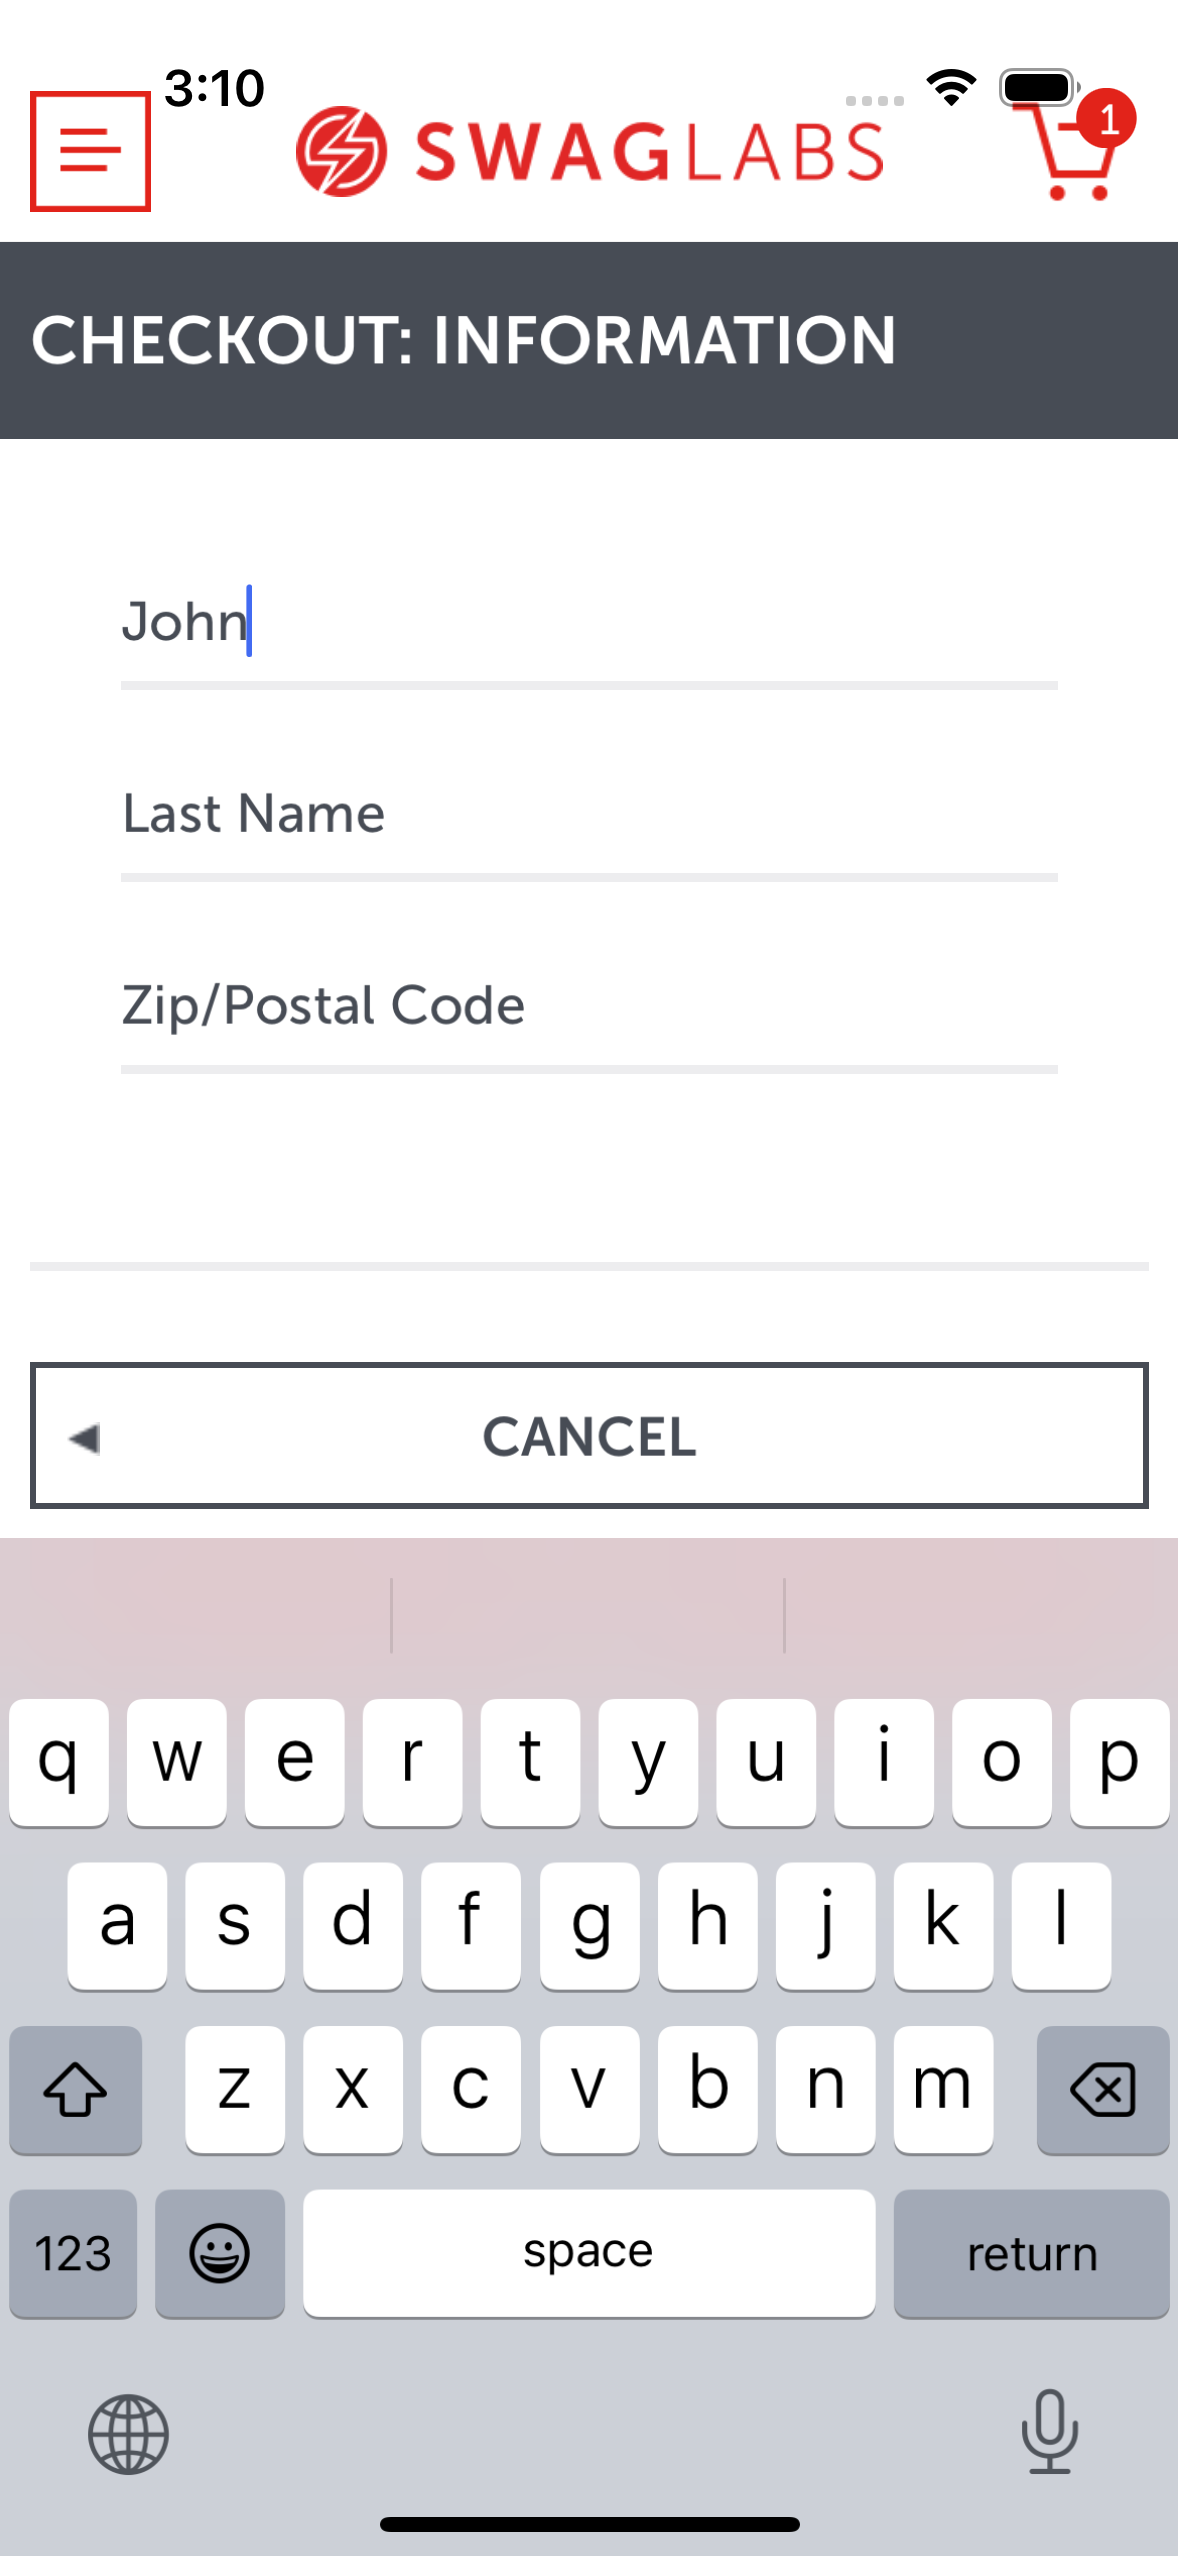 3:10
SWAGLABS
1
CHECKOUT: INFORMATION
John
Last Name
Zip/Postal Code
CANCEL
q w e r t y u i o p
a s d f g h j k l
z x c v b n m
123 space return